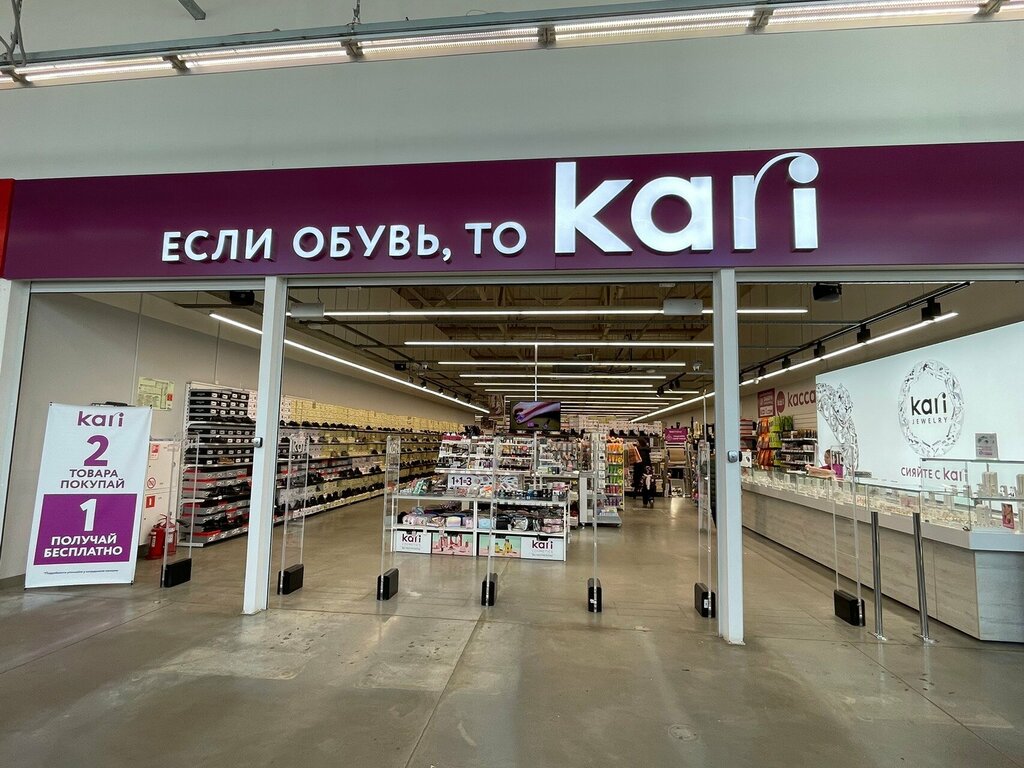 ЕСЛИ ОБУВЬ, ТО kari
kari
2
ТОВАРА
ПОКУПАЙ
1
ПОЛУЧАЙ
БЕСПЛАТНО
1+1=3
kari
kari
касса
kari
JEWELRY
СИЯЙТЕ С kari